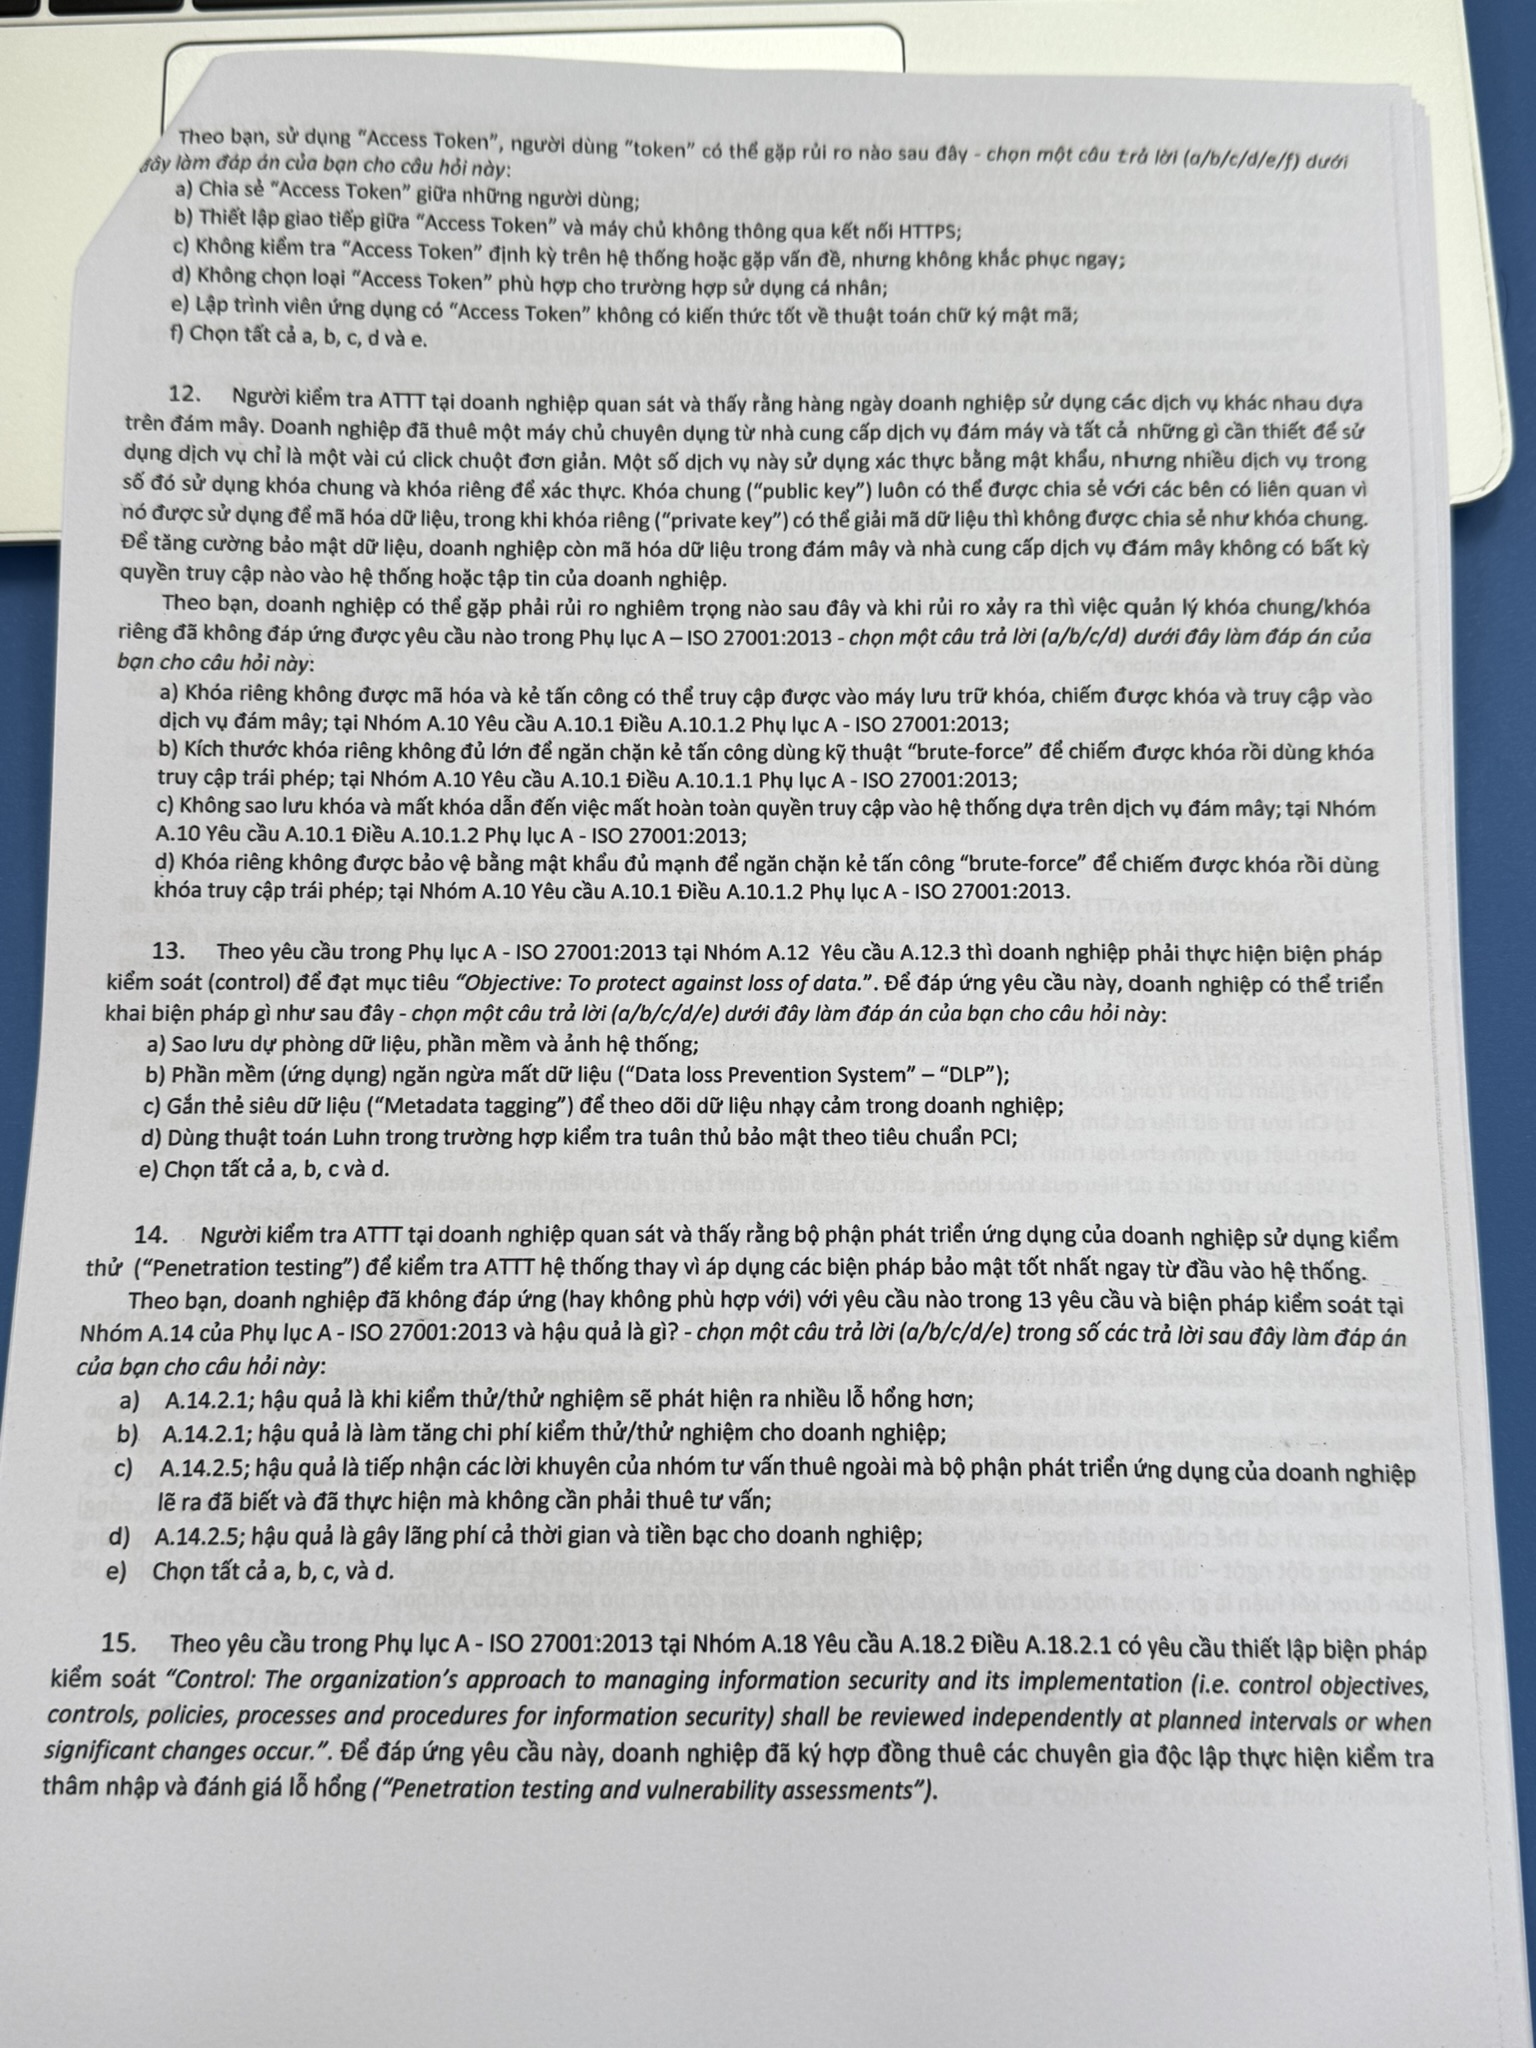 Theo bạn, sử dụng “Access Token”, người dùng “token” có thể gặp rủi ro nào sau đây - chọn một câu trả lời (a/b/c/d/e/f) dưới
đây làm đáp án của bạn cho câu hỏi này:
a) Chia sẻ “Access Token” giữa những người dùng;
b) Thiết lập giao tiếp giữa “Access Token” và máy chủ không thông qua kết nối HTTPS;
c) Không kiểm tra “Access Token” định kỳ trên hệ thống hoặc gặp vấn đề, nhưng không khắc phục ngay;
d) Không chọn loại “Access Token” phù hợp cho trường hợp sử dụng cá nhân;
e) Lập trình viên ứng dụng có “Access Token” không có kiến thức tốt về thuật toán chữ ký mật mã;
f) Chọn tất cả a, b, c, d và e.
12. Người kiểm tra ATTT tại doanh nghiệp quan sát và thấy rằng hàng ngày doanh nghiệp sử dụng các dịch vụ khác nhau dựa
trên đám mây. Doanh nghiệp đã thuê một máy chủ chuyên dụng từ nhà cung cấp dịch vụ đám máy và tất cả những gì cần thiết để sử
dụng dịch vụ chỉ là một vài cú click chuột đơn giản. Một số dịch vụ này sử dụng xác thực bằng mật khẩu, nhưng nhiều dịch vụ trong
số đó sử dụng khóa chung và khóa riêng để xác thực. Khóa chung (“public key”) luôn có thể được chia sẻ với các bên có liên quan vì
nó được sử dụng để mã hóa dữ liệu, trong khi khóa riêng (“private key”) có thể giải mã dữ liệu thì không được chia sẻ như khóa chung.
Để tăng cường bảo mật dữ liệu, doanh nghiệp còn mã hóa dữ liệu trong đám mây và nhà cung cấp dịch vụ đám mây không có bất kỳ
quyền truy cập nào vào hệ thống hoặc tập tin của doanh nghiệp.
Theo bạn, doanh nghiệp có thể gặp phải rủi ro nghiêm trọng nào sau đây và khi rủi ro xảy ra thì việc quản lý khóa chung/khóa
riêng đã không đáp ứng được yêu cầu nào trong Phụ lục A – ISO 27001:2013 - chọn một câu trả lời (a/b/c/d) dưới đây làm đáp án của
bạn cho câu hỏi này:
a) Khóa riêng không được mã hóa và kẻ tấn công có thể truy cập được vào máy lưu trữ khóa, chiếm được khóa và truy cập vào
dịch vụ đám mây; tại Nhóm A.10 Yêu cầu A.10.1 Điều A.10.1.2 Phụ lục A - ISO 27001:2013;
b) Kích thước khóa riêng không đủ lớn để ngăn chặn kẻ tấn công dùng kỹ thuật “brute-force” để chiếm được khóa rồi dùng khóa
truy cập trái phép; tại Nhóm A.10 Yêu cầu A.10.1 Điều A.10.1.1 Phụ lục A - ISO 27001:2013;
c) Không sao lưu khóa và mất khóa dẫn đến việc mất hoàn toàn quyền truy cập vào hệ thống dựa trên dịch vụ đám mây; tại Nhóm
A.10 Yêu cầu A.10.1 Điều A.10.1.2 Phụ lục A - ISO 27001:2013;
d) Khóa riêng không được bảo vệ bằng mật khẩu đủ mạnh để ngăn chặn kẻ tấn công “brute-force” để chiếm được khóa rồi dùng
khóa truy cập trái phép; tại Nhóm A.10 Yêu cầu A.10.1 Điều A.10.1.2 Phụ lục A - ISO 27001:2013.
13. Theo yêu cầu trong Phụ lục A - ISO 27001:2013 tại Nhóm A.12 Yêu cầu A.12.3 thì doanh nghiệp phải thực hiện biện pháp
kiểm soát (control) để đạt mục tiêu “Objective: To protect against loss of data.”. Để đáp ứng yêu cầu này, doanh nghiệp có thể triển
khai biện pháp gì như sau đây - chọn một câu trả lời (a/b/c/d/e) dưới đây làm đáp án của bạn cho câu hỏi này:
a) Sao lưu dự phòng dữ liệu, phần mềm và ảnh hệ thống;
b) Phần mềm (ứng dụng) ngăn ngừa mất dữ liệu (“Data loss Prevention System” – “DLP”);
c) Gắn thẻ siêu dữ liệu (“Metadata tagging”) để theo dõi dữ liệu nhạy cảm trong doanh nghiệp;
d) Dùng thuật toán Luhn trong trường hợp kiểm tra tuân thủ bảo mật theo tiêu chuẩn PCI;
e) Chọn tất cả a, b, c và d.
14. Người kiểm tra ATTT tại doanh nghiệp quan sát và thấy rằng bộ phận phát triển ứng dụng của doanh nghiệp sử dụng kiểm
thử (“Penetration testing”) để kiểm tra ATTT hệ thống thay vì áp dụng các biện pháp bảo mật tốt nhất ngay từ đầu vào hệ thống.
Theo bạn, doanh nghiệp đã không đáp ứng (hay không phù hợp với) với yêu cầu nào trong 13 yêu cầu và biện pháp kiểm soát tại
Nhóm A.14 của Phụ lục A - ISO 27001:2013 và hậu quả là gì? - chọn một câu trả lời (a/b/c/d/e) trong số các trả lời sau đây làm đáp án
của bạn cho câu hỏi này:
a) A.14.2.1; hậu quả là khi kiểm thử/thử nghiệm sẽ phát hiện ra nhiều lỗ hổng hơn;
b) A.14.2.1; hậu quả là làm tăng chi phí kiểm thử/thử nghiệm cho doanh nghiệp;
c) A.14.2.5; hậu quả là tiếp nhận các lời khuyên của nhóm tư vấn thuê ngoài mà bộ phận phát triển ứng dụng của doanh nghiệp
lẽ ra đã biết và đã thực hiện mà không cần phải thuê tư vấn;
d) A.14.2.5; hậu quả là gây lãng phí cả thời gian và tiền bạc cho doanh nghiệp;
e) Chọn tất cả a, b, c, và d.
15. Theo yêu cầu trong Phụ lục A - ISO 27001:2013 tại Nhóm A.18 Yêu cầu A.18.2 Điều A.18.2.1 có yêu cầu thiết lập biện pháp
kiểm soát “Control: The organization’s approach to managing information security and its implementation (i.e. control objectives,
controls, policies, processes and procedures for information security) shall be reviewed independently at planned intervals or when
significant changes occur.”. Để đáp ứng yêu cầu này, doanh nghiệp đã ký hợp đồng thuê các chuyên gia độc lập thực hiện kiểm tra
thâm nhập và đánh giá lỗ hổng (“Penetration testing and vulnerability assessments”).